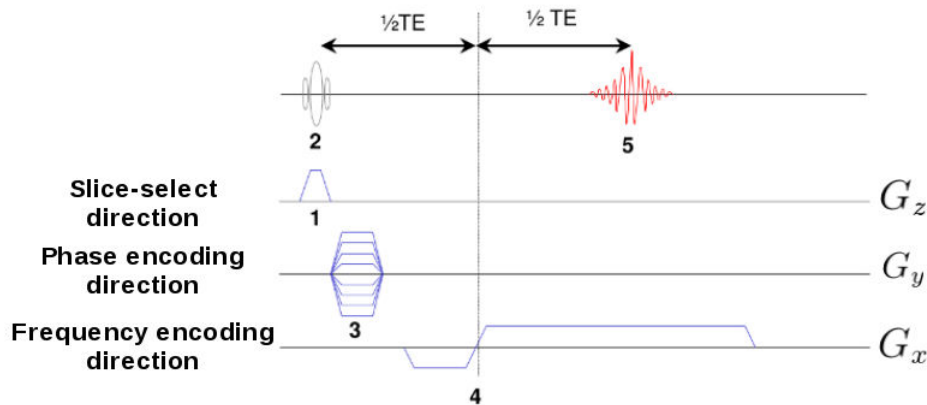 ½TE
½ TE
2
5
Slice-select
direction
1
G_z
Phase encoding
direction
3
G_y
Frequency encoding
direction
4
G_x